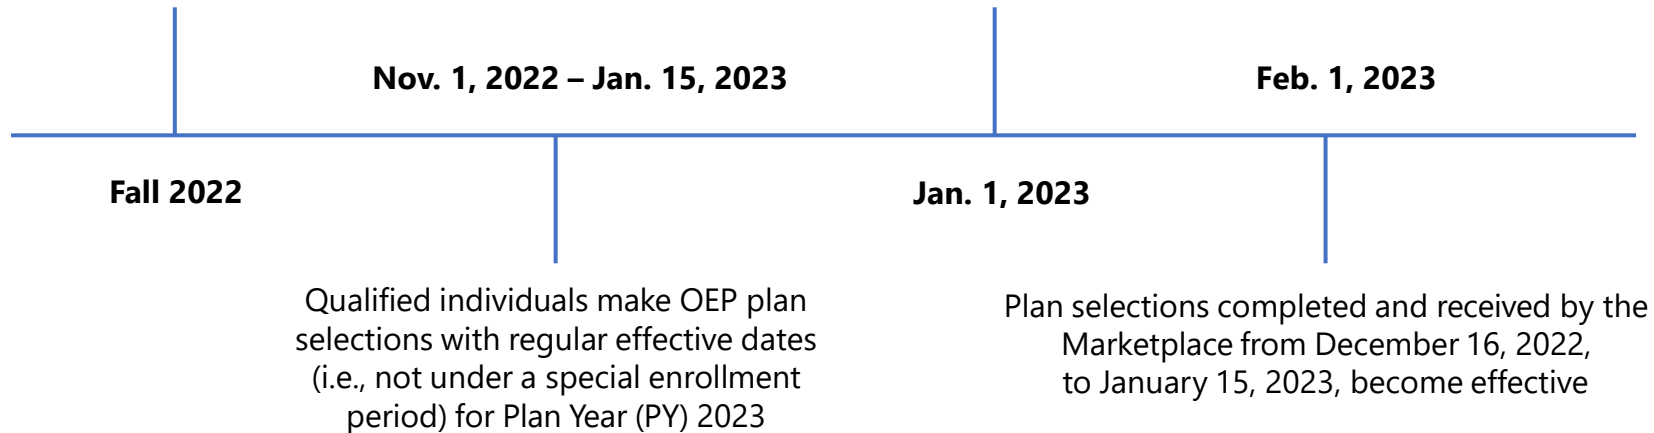 Nov. 1, 2022 – Jan. 15, 2023
Feb. 1, 2023
Fall 2022
Jan. 1, 2023
Qualified individuals make OEP plan
selections with regular effective dates
(i.e., not under a special enrollment
period) for Plan Year (PY) 2023
Plan selections completed and received by the
Marketplace from December 16, 2022,
to January 15, 2023, become effective